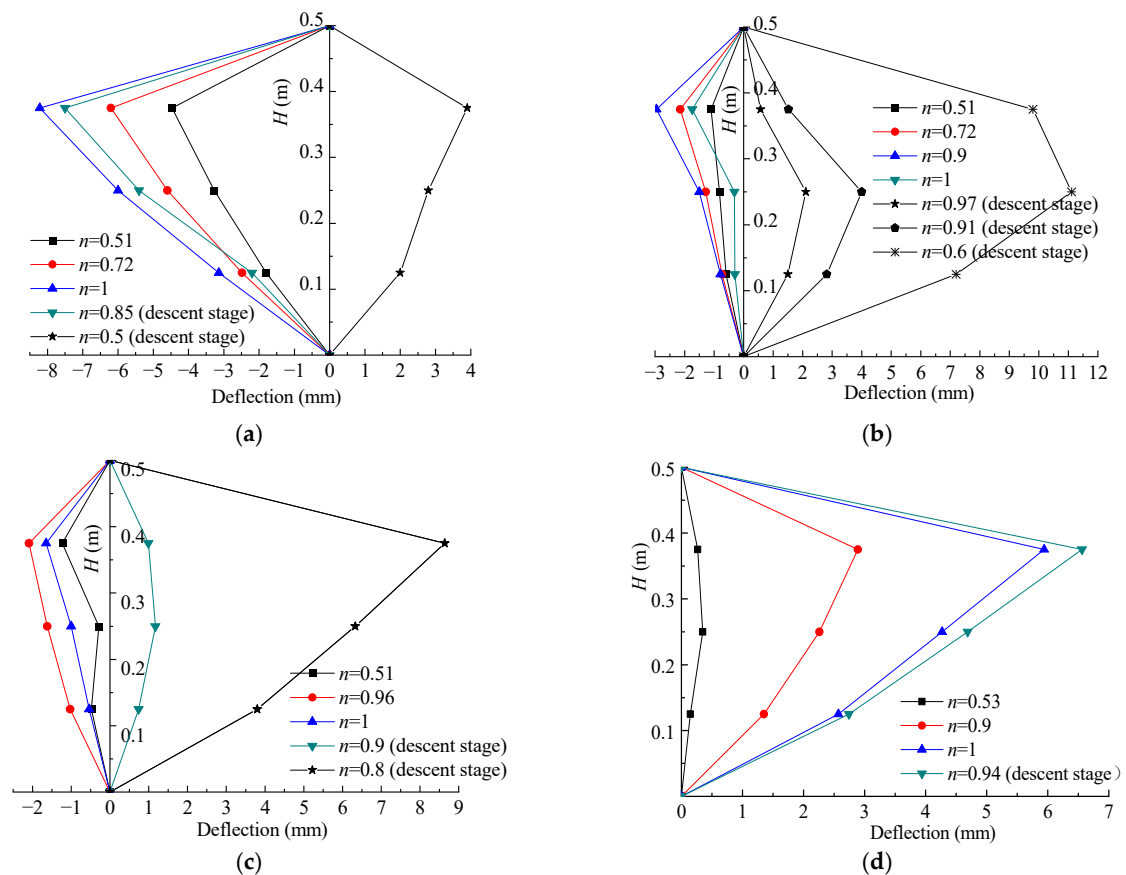 0.5
0.4
0.3
0.2
0.1
H (m)
n=0.51
n=0.72
n=1
n=0.85 (descent stage)
n=0.5 (descent stage)
−8 −7 −6 −5 −4 −3 −2 −1 0 1 2 3 4
Deflection (mm)
(a)
0.5
0.4
0.3
0.2
0.1
H (m)
n=0.51
n=0.72
n=0.9
n=1
n=0.97 (descent stage)
n=0.91 (descent stage)
n=0.6 (descent stage)
−3 −2 −1 0 1 2 3 4 5 6 7 8 9 10 11 12
Deflection (mm)
(b)
0.5
0.4
0.3
0.2
0.1
H (m)
n=0.51
n=0.96
n=1
n=0.9 (descent stage)
n=0.8 (descent stage)
−2 −1 0 1 2 3 4 5 6 7 8 9
Deflection (mm)
(c)
0.5
0.4
0.3
0.2
0.1
H (m)
n=0.53
n=0.9
n=1
n=0.94 (descent stage）
0 1 2 3 4 5 6 7
Deflection (mm)
(d)